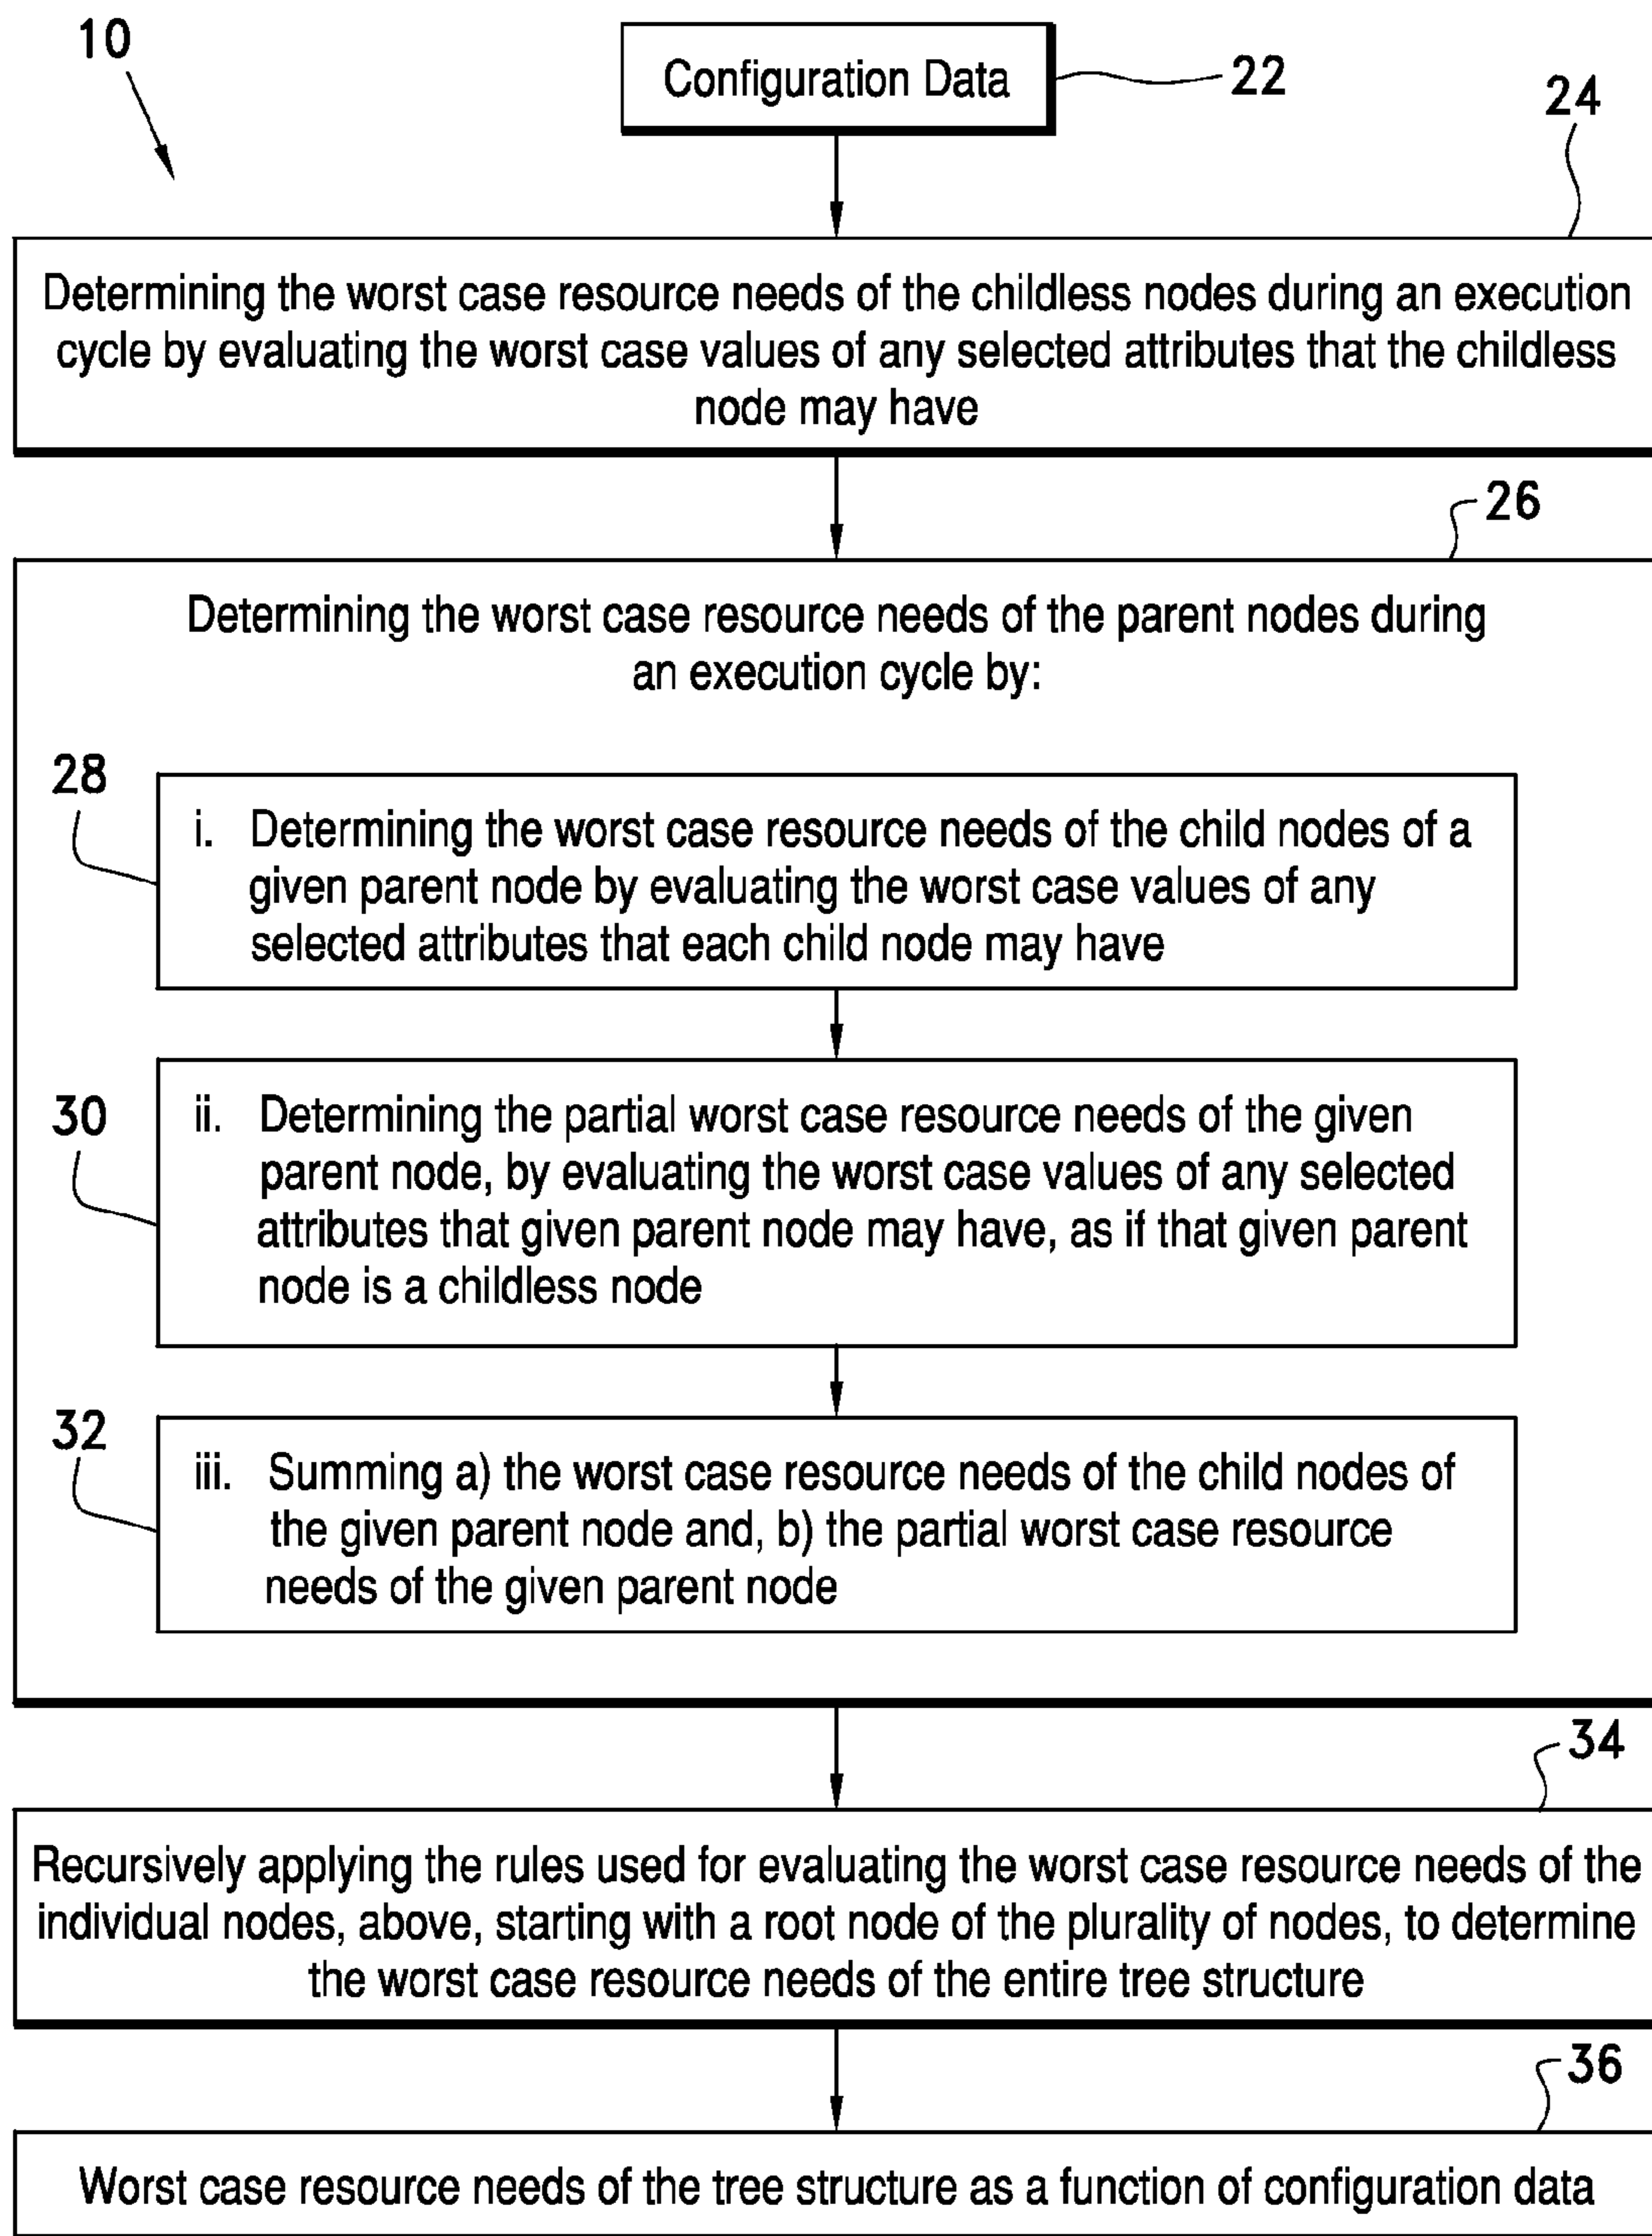 10
Configuration Data
22
24
Determining the worst case resource needs of the childless nodes during an execution
cycle by evaluating the worst case values of any selected attributes that the childless
node may have
26
Determining the worst case resource needs of the parent nodes during
an execution cycle by:
28
i. Determining the worst case resource needs of the child nodes of a
given parent node by evaluating the worst case values of any
selected attributes that each child node may have
30
ii. Determining the partial worst case resource needs of the given
parent node, by evaluating the worst case values of any selected
attributes that given parent node may have, as if that given parent
node is a childless node
32
iii. Summing a) the worst case resource needs of the child nodes of
the given parent node and, b) the partial worst case resource
needs of the given parent node
34
Recursively applying the rules used for evaluating the worst case resource needs of the
individual nodes, above, starting with a root node of the plurality of nodes, to determine
the worst case resource needs of the entire tree structure
36
Worst case resource needs of the tree structure as a function of configuration data